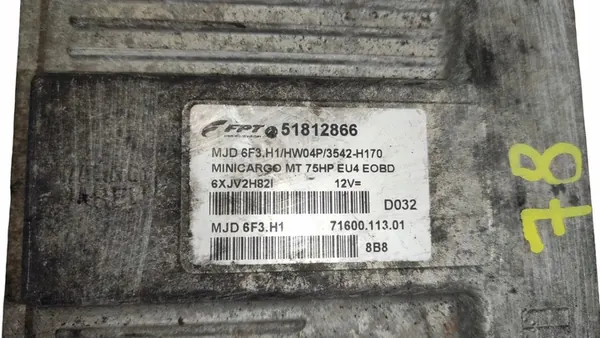 FPT 51812866
MJD 6F3.H1/HW04P/3542-H170
MINICARGO MT 75HP EU4 EOBD
6XJV2H82I 12V=
D032
MJD 6F3.H1 71600.113.01
8B8
78